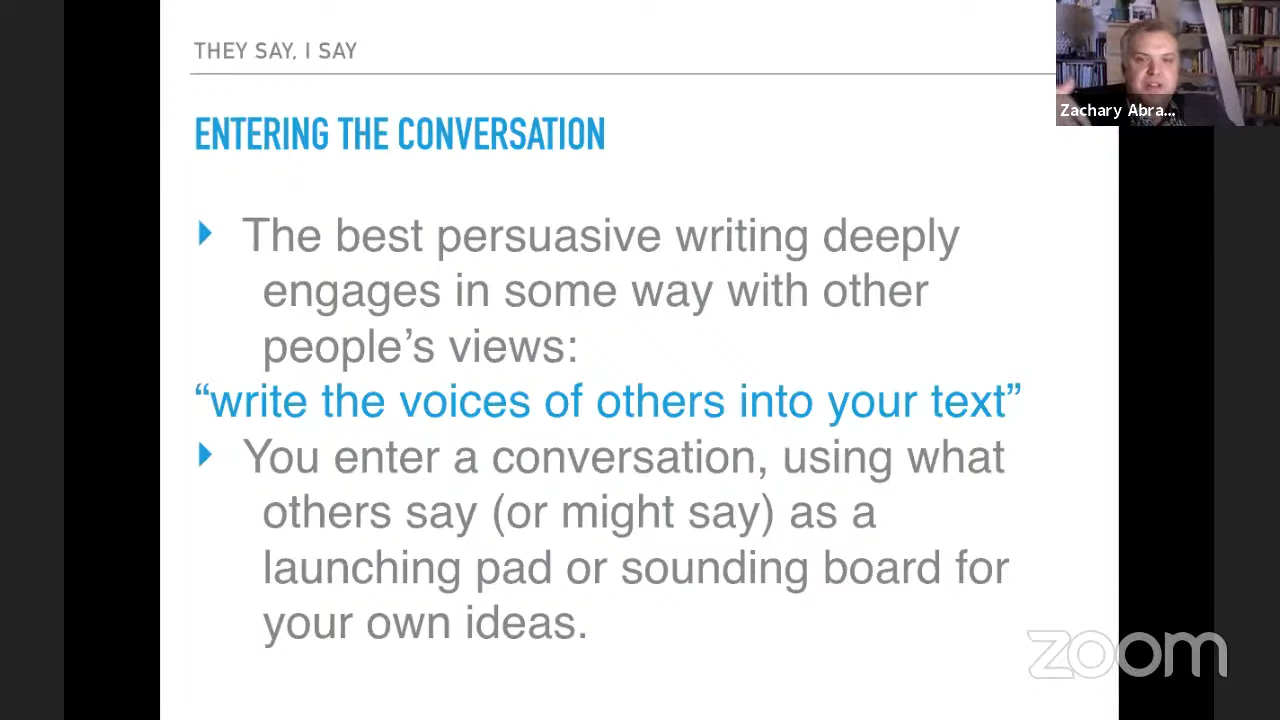 THEY SAY, I SAY
Zachary Abra...
ENTERING THE CONVERSATION
The best persuasive writing deeply
engages in some way with other
people’s views:
“write the voices of others into your text”
You enter a conversation, using what
others say (or might say) as a
launching pad or sounding board for
your own ideas.
zoom